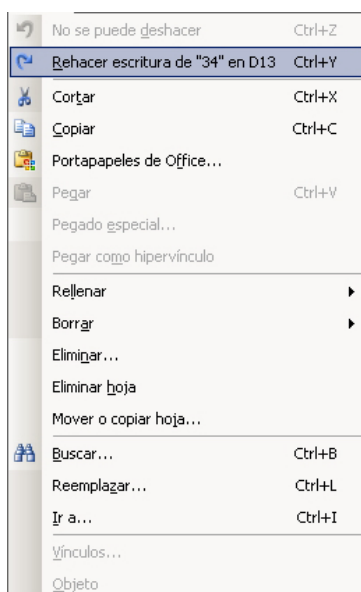 No se puede deshacer Ctrl+Z
Rehacer escritura de "34" en D13 Ctrl+Y
Cortar Ctrl+X
Copiar Ctrl+C
Portapapeles de Office...
Pegar Ctrl+V
Pegado especial...
Pegar como hipervínculo
Rellenar
Borrar
Eliminar...
Eliminar hoja
Mover o copiar hoja...
Buscar... Ctrl+B
Reemplazar... Ctrl+L
Ir a... Ctrl+I
Vínculos...
Objeto